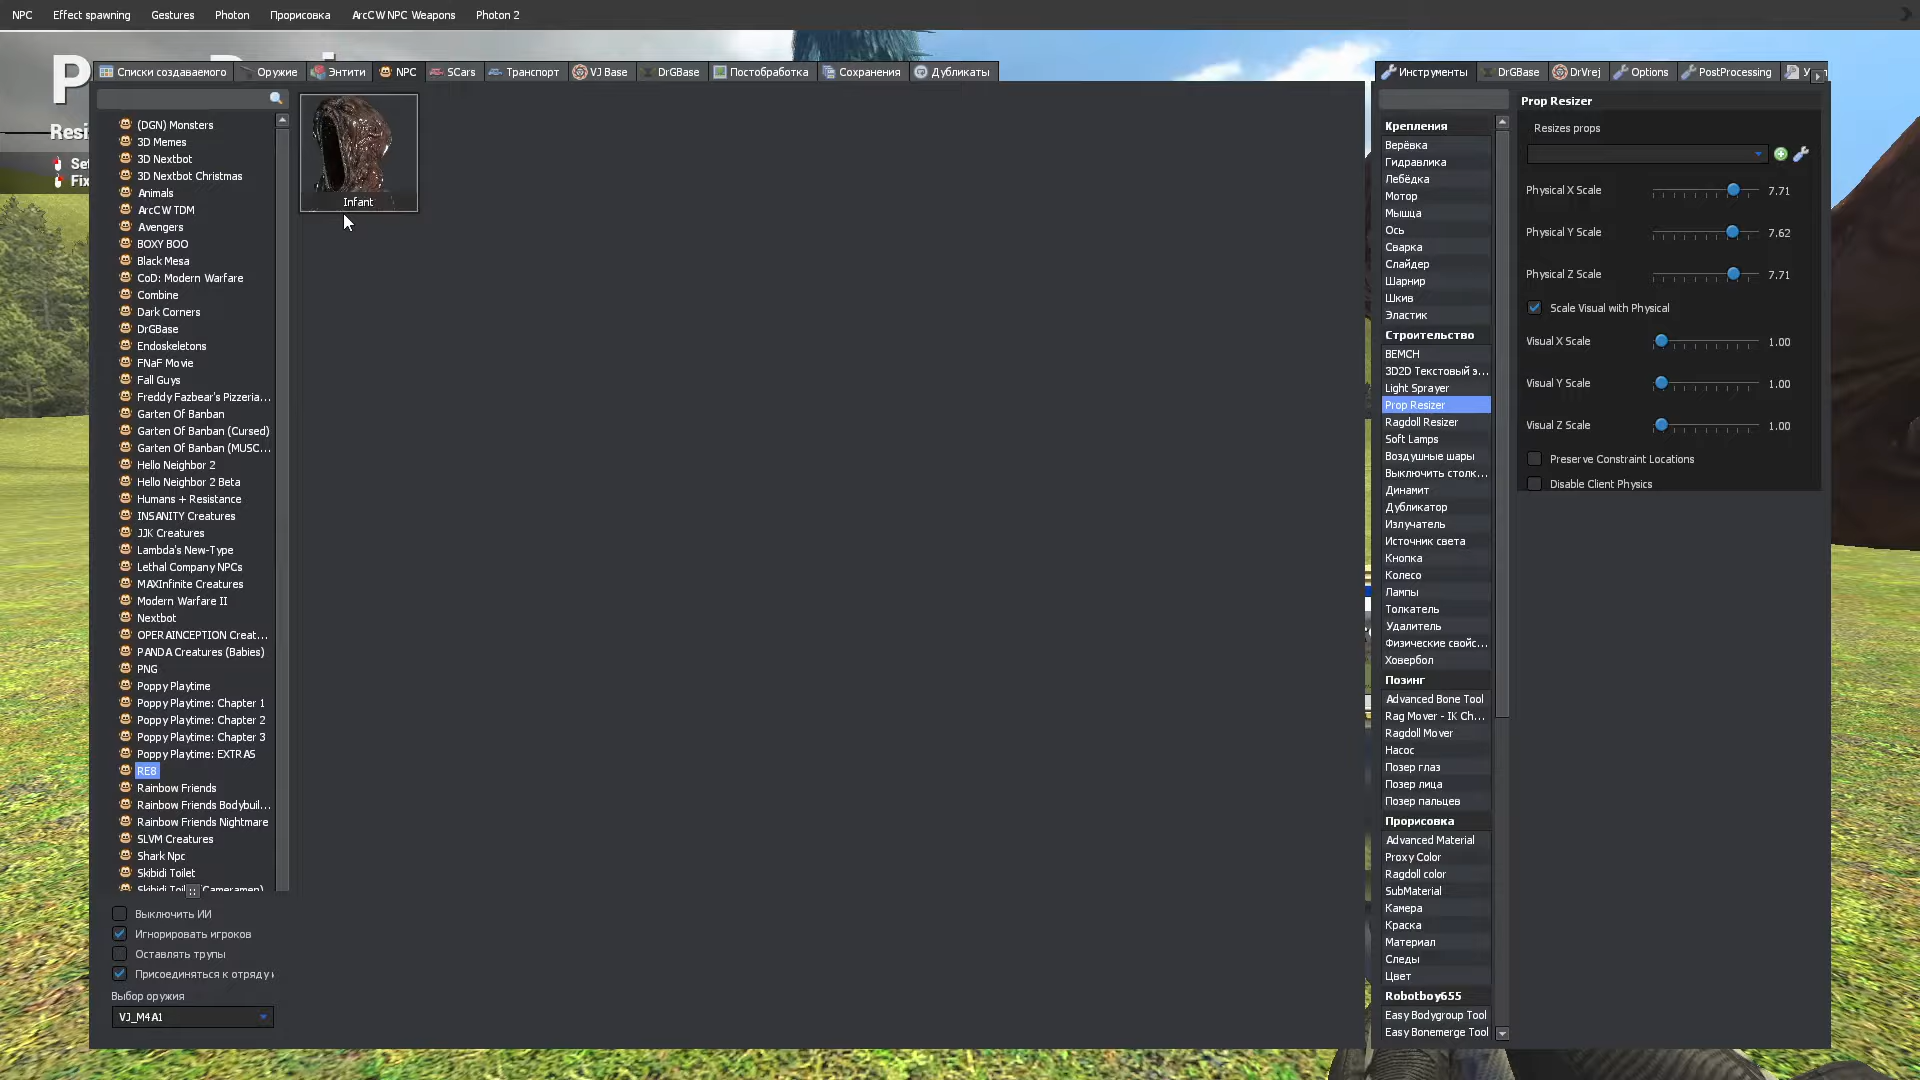 NPC
Effect spawning
Gestures
Photon
Прорисовка
ArcCW NPC Weapons
Photon 2
Списки создаваемого
Оружие
Энтити
NPC
SCars
Транспорт
VJ Base
DrGBase
Постобработка
Сохранения
Дубликаты
(DGN) Monsters
3D Memes
3D Nextbot
3D Nextbot Christmas
Animals
ArcCW TDM
Avengers
BOXY BOO
Black Mesa
CoD: Modern Warfare
Combine
Dark Corners
DrGBase
Endoskeletons
FNaF Movie
Fall Guys
Freddy Fazbear's Pizzeria...
Garten Of Banban
Garten Of Banban (Cursed)
Garten Of Banban (MUSC...
Hello Neighbor 2
Hello Neighbor 2 Beta
Humans + Resistance
INSANITY Creatures
JJK Creatures
Lambda's New-Type
Lethal Company NPCs
MAXInfinite Creatures
Modern Warfare II
Nextbot
OPERAINCEPTION Creat...
PANDA Creatures (Babies)
PNG
Poppy Playtime
Poppy Playtime: Chapter 1
Poppy Playtime: Chapter 2
Poppy Playtime: Chapter 3
Poppy Playtime: EXTRAS
RE8
Rainbow Friends
Rainbow Friends Bodybuil...
Rainbow Friends Nightmare
SLVM Creatures
Shark Npc
Skibidi Toilet
Выключить ИИ
Игнорировать игроков
Оставлять трупы
Присоединяться к отряду и
Выбор оружия
VJ_M4A1
Infant
Инструменты
DrGBase
DrVrej
Options
PostProcessing
Крепления
Верёвка
Гидравлика
Лебёдка
Мотор
Мышца
Ось
Сварка
Слайдер
Шарнир
Шкив
Эластик
Строительство
ВЕМСН
3D2D Текстовый э...
Light Sprayer
Prop Resizer
Ragdoll Resizer
Soft Lamps
Воздушные шары
Выключить столк...
Динамит
Дубликатор
Излучатель
Источник света
Кнопка
Колесо
Лампы
Толкатель
Удалитель
Физические свойс...
Ховербол
Позинг
Advanced Bone Tool
Rag Mover - IK Ch...
Ragdoll Mover
Насос
Позер глаз
Позер лица
Позер пальцев
Прорисовка
Advanced Material
Proxy Color
Ragdoll color
SubMaterial
Камера
Краска
Материал
Следы
Цвет
Robotboy655
Easy Bodygroup Tool
Easy Bonemerge Tool
Prop Resizer
Resizes props
Physical X Scale 7.71
Physical Y Scale 7.62
Physical Z Scale 7.71
Scale Visual with Physical
Visual X Scale 1.00
Visual Y Scale 1.00
Visual Z Scale 1.00
Preserve Constraint Locations
Disable Client Physics